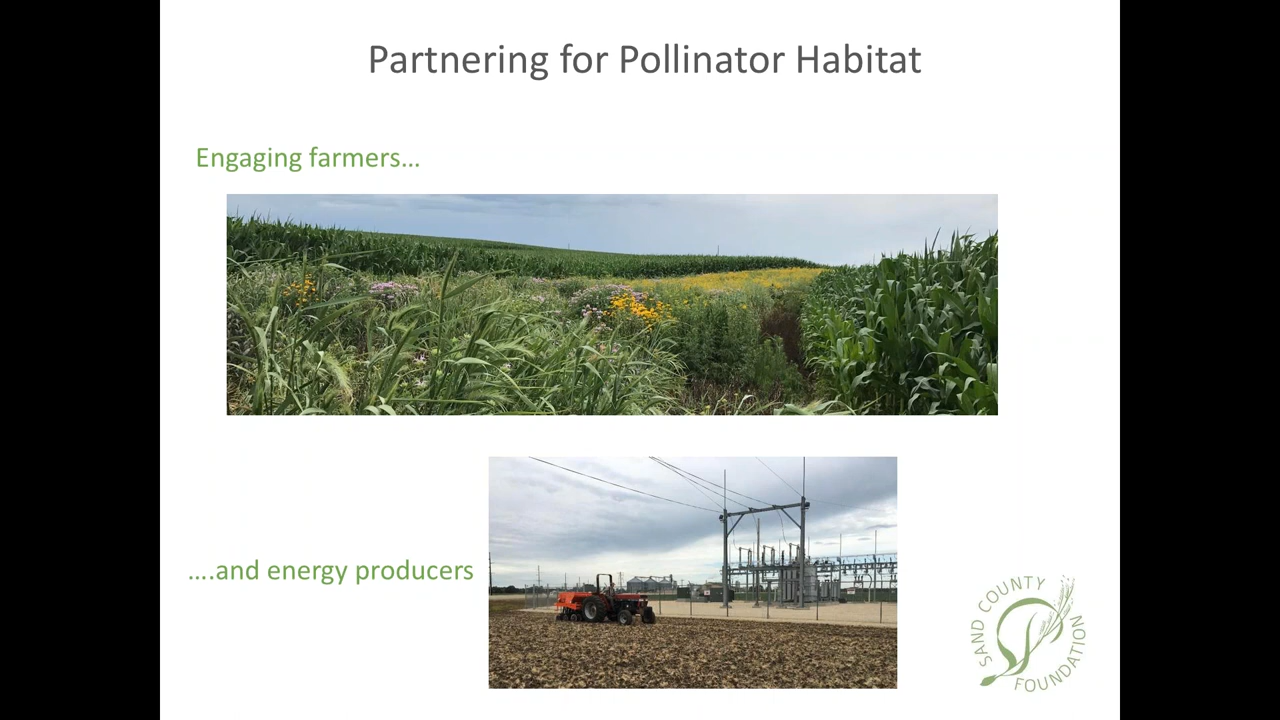 Partnering for Pollinator Habitat
Engaging farmers…
….and energy producers
SAND COUNTY
FOUNDATION